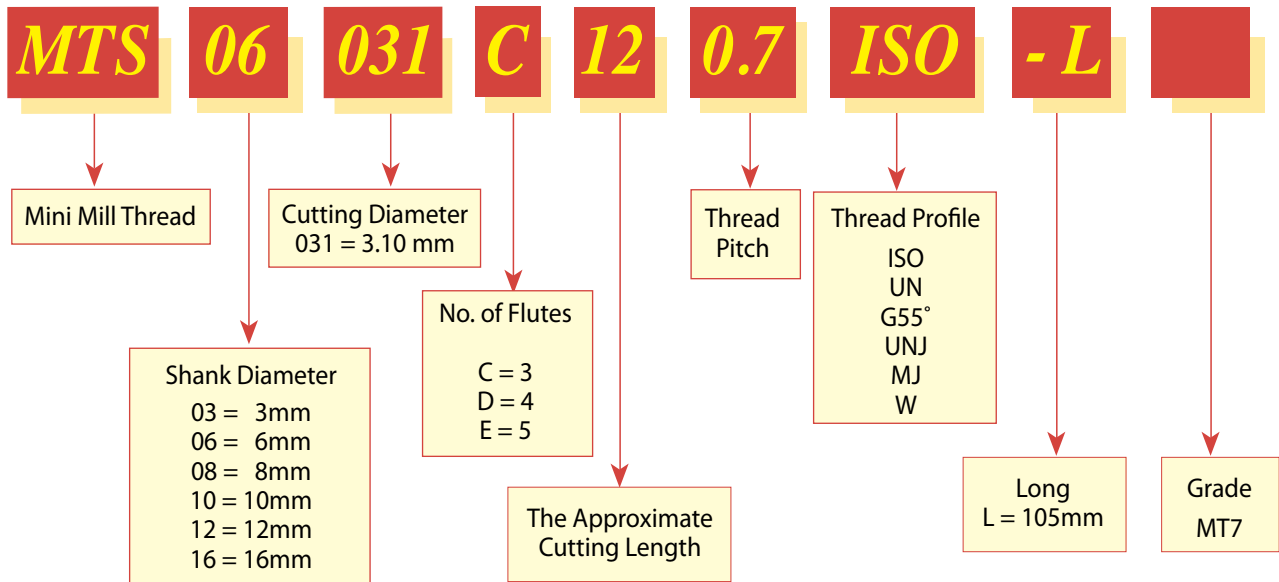 MTS 06 031 C 12 0.7 ISO - L
Mini Mill Thread
Shank Diameter
03 = 3mm
06 = 6mm
08 = 8mm
10 = 10mm
12 = 12mm
16 = 16mm
Cutting Diameter
031 = 3.10 mm
No. of Flutes
C = 3
D = 4
E = 5
The Approximate
Cutting Length
Thread
Pitch
Thread Profile
ISO
UN
G55°
UNJ
MJ
W
Long
L = 105mm
Grade
MT7